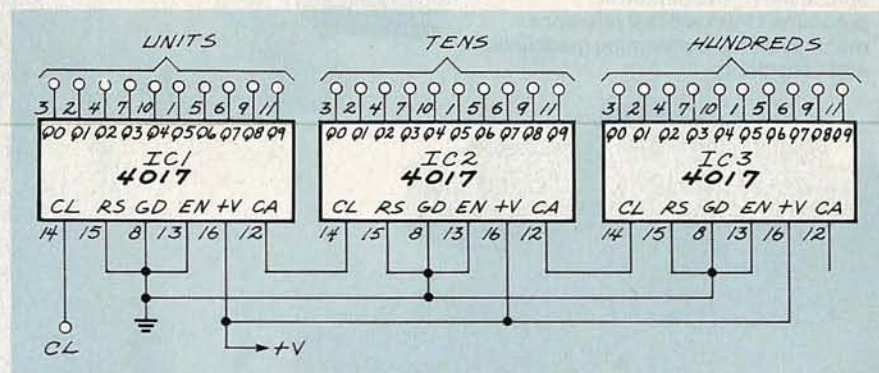 UNITS TENS HUNDREDS
3 2 4 7 10 1 5 6 9 11 3 2 4 7 10 1 5 6 9 11 3 2 4 7 10 1 5 6 9 11
Q0 Q1 Q2 Q3 Q4 Q5 Q6 Q7 Q8 Q9 Q0 Q1 Q2 Q3 Q4 Q5 Q6 Q7 Q8 Q9 Q0 Q1 Q2 Q3 Q4 Q5 Q6 Q7 Q8 Q9
IC1 IC2 IC3
4017 4017 4017
CL RS GD EN +V CA CL RS GD EN +V CA CL RS GD EN +V CA
14 15 8 13 16 12 14 15 8 13 16 12 14 15 8 13 16 12
CL +V